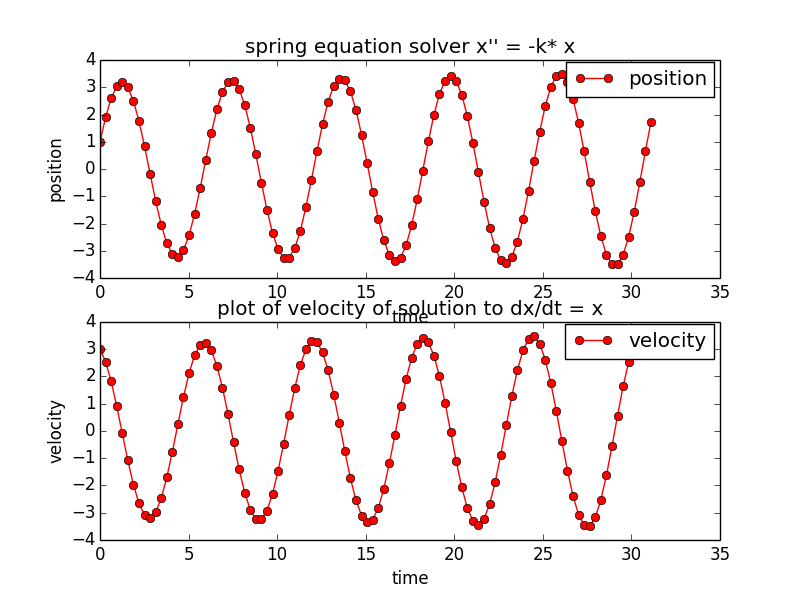 spring equation solver x'' = -k* x
4
3
2
1
0
−1
−2
−3
−4
position
position
0 5 10 15 20 25 30 35
time
plot of velocity of solution to dx/dt = x
4
3
2
1
0
−1
−2
−3
−4
velocity
velocity
0 5 10 15 20 25 30 35
time